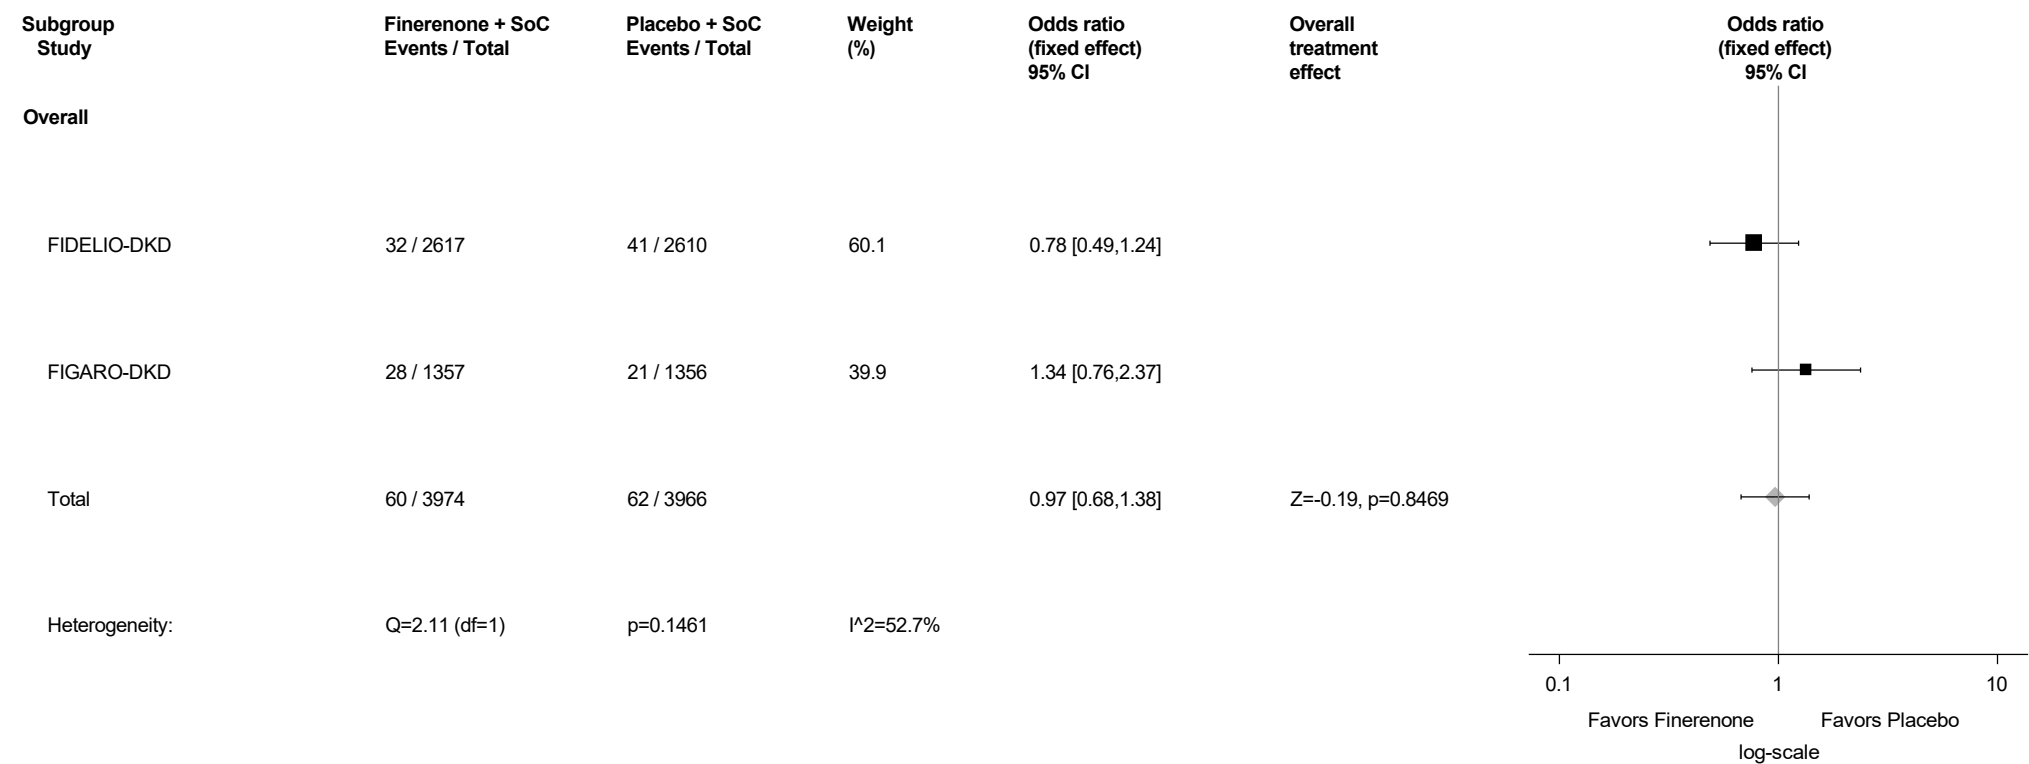 Subgroup Finerenone + SoC Placebo + SoC Weight Odds ratio Overall Odds ratio
Study Events / Total Events / Total (%) (fixed effect) treatment (fixed effect)
95% CI effect 95% CI
Overall
FIDELIO-DKD 32 / 2617 41 / 2610 60.1 0.78 [0.49,1.24]
FIGARO-DKD 28 / 1357 21 / 1356 39.9 1.34 [0.76,2.37]
Total 60 / 3974 62 / 3966 0.97 [0.68,1.38] Z=-0.19, p=0.8469
Heterogeneity: Q=2.11 (df=1) p=0.1461 I^2=52.7%
0.1 1 10
Favors Finerenone Favors Placebo
log-scale